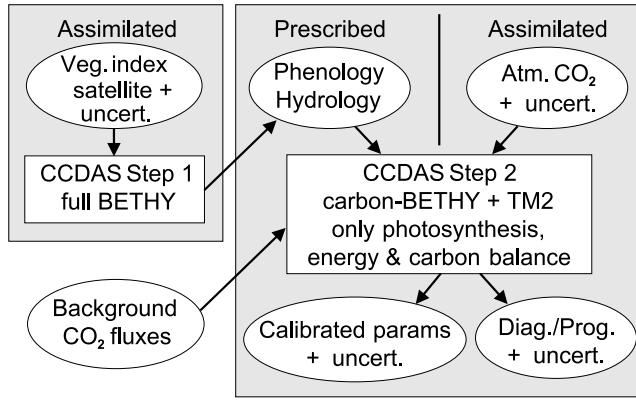 Assimilated
Veg. index
satellite +
uncert.
CCDAS Step 1
full BETHY
Background
CO₂ fluxes
Prescribed
Assimilated
Phenology
Hydrology
Atm. CO₂
+ uncert.
CCDAS Step 2
carbon-BETHY + TM2
only photosynthesis,
energy & carbon balance
Calibrated params
+ uncert.
Diag./Prog.
+ uncert.